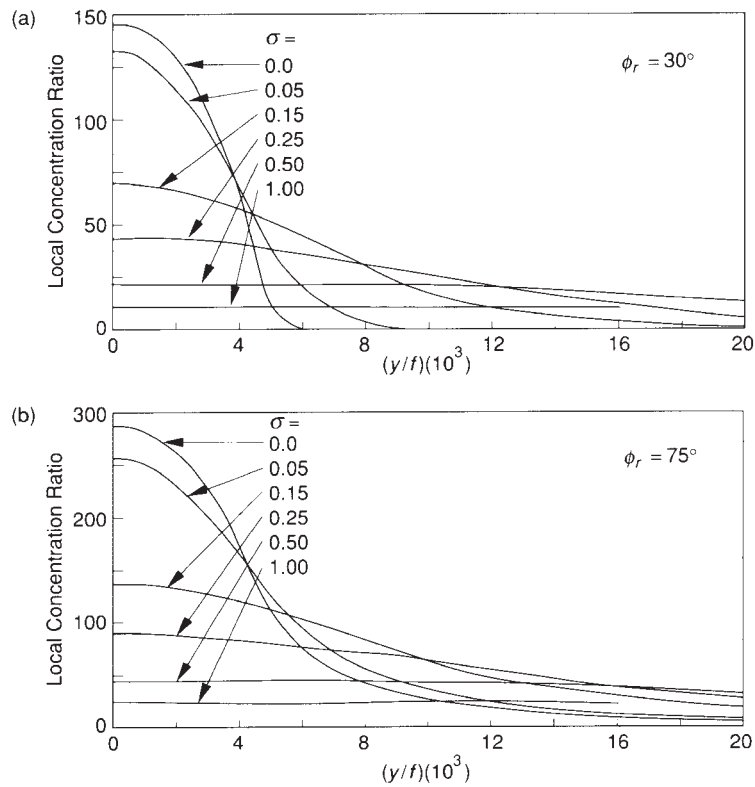 (a)
150
100
50
0
Local Concentration Ratio
σ =
0.0
0.05
0.15
0.25
0.50
1.00
ϕr = 30°
0 4 8 12 16 20
(y/f)(10³)
(b)
300
200
100
0
Local Concentration Ratio
σ =
0.0
0.05
0.15
0.25
0.50
1.00
ϕr = 75°
0 4 8 12 16 20
(y/f)(10³)